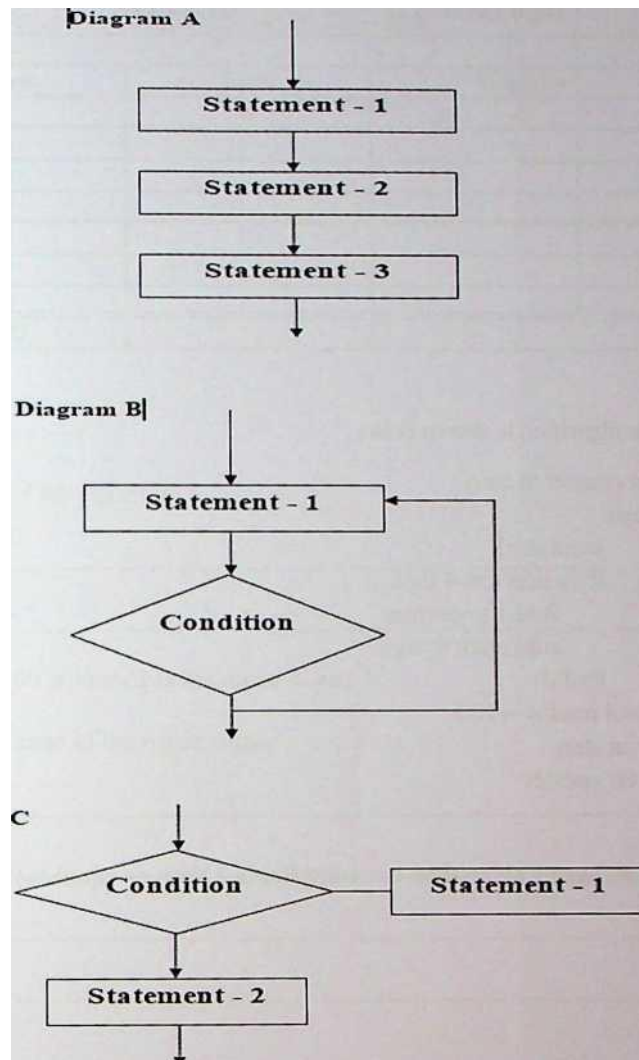 Diagram A
Statement - 1
Statement - 2
Statement - 3
Diagram B
Statement - 1
Condition
C
Condition
Statement - 1
Statement - 2